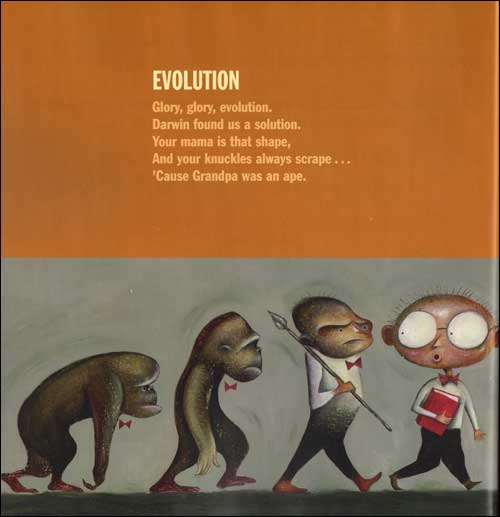 EVOLUTION
Glory, glory, evolution.
Darwin found us a solution.
Your mama is that shape,
And your knuckles always scrape . . .
'Cause Grandpa was an ape.